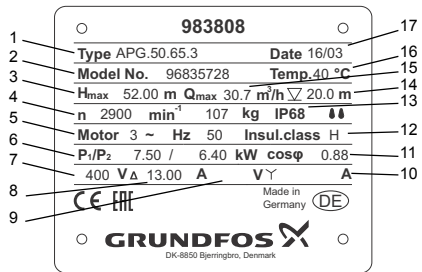 983808
17
1 Type APG.50.65.3 Date 16/03
2 Model No. 96835728 Temp. 40 °C 16
3 Hmax 52.00 m Qmax 30.7 m³/h ▽ 20.0 m 15
4 n 2900 min⁻¹ 107 kg IP68 14
13
5 Motor 3 ~ Hz 50 Insul.class H 12
6 P1/P2 7.50 / 6.40 kW cosφ 0.88 11
7 400 V Δ 13.00 A V Y A 10
8
9
CE EAC Made in
Germany DE
GRUNDFOS X
DK-8850 Bjerringbro, Denmark